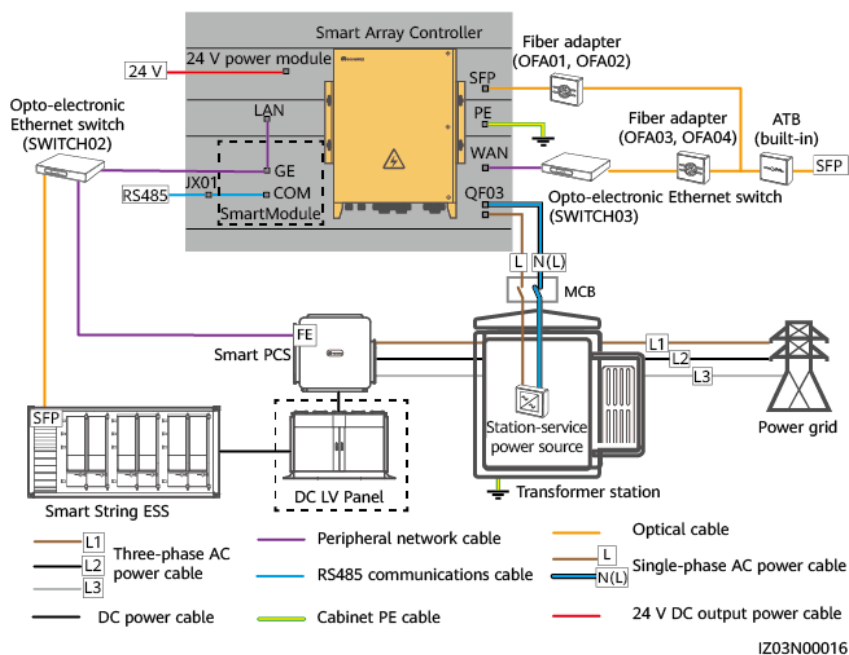 Smart Array Controller
24 V power module
24 V
Fiber adapter
(OFA01, OFA02)
SFP
Opto-electronic
Ethernet switch
(SWITCH02)
LAN
PE
Fiber adapter
(OFA03, OFA04)
ATB
(built-in)
WAN
SFP
GE
JX01
RS485
COM
SmartModule
QF03
Opto-electronic Ethernet switch
(SWITCH03)
L
N(L)
MCB
FE
Smart PCS
L1
L2
L3
Power grid
SFP
Station-service
power source
DC LV Panel
Transformer station
Smart String ESS
L1
L2
L3
Three-phase AC
power cable
DC power cable
Peripheral network cable
RS485 communications cable
Cabinet PE cable
Optical cable
L
N(L)
Single-phase AC power cable
24 V DC output power cable
IZ03N00016